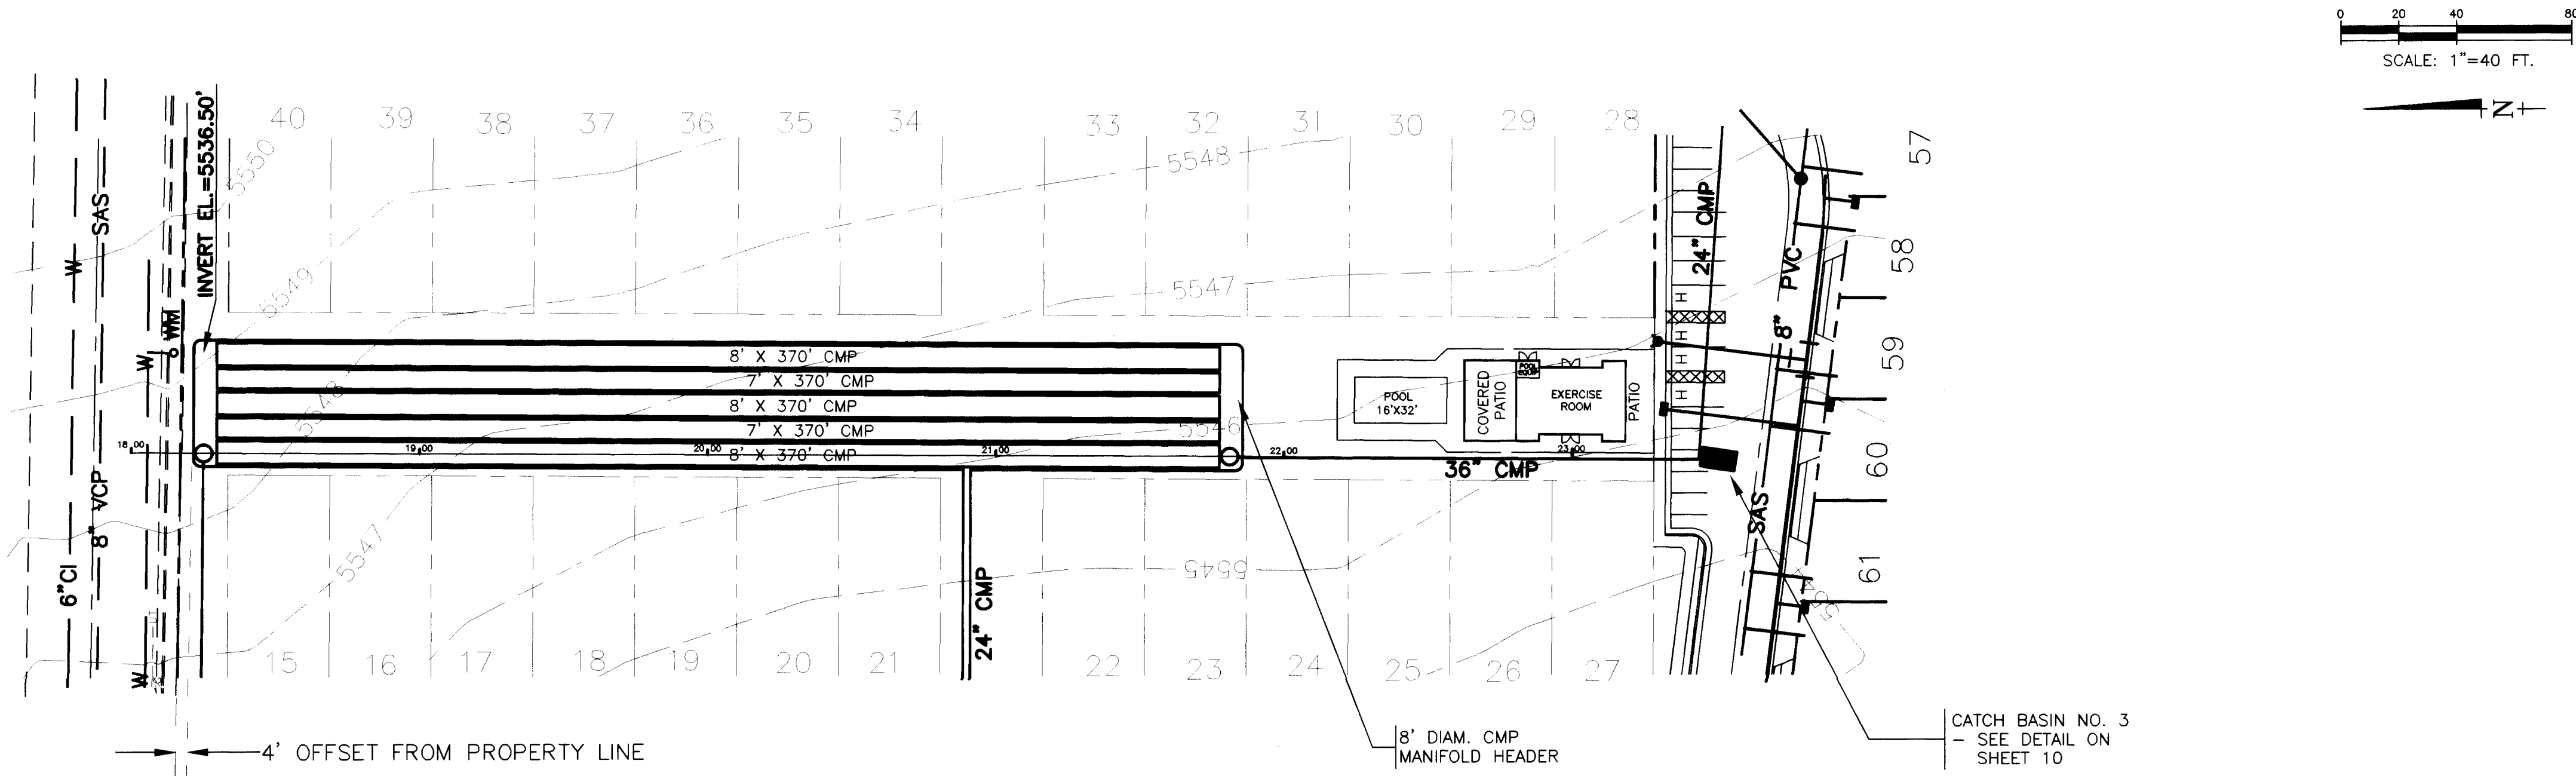 0 20 40 80
SCALE: 1"=40 FT.
N
40 39 38 37 36 35 34 33 32 31 30 29 28
57
58
59
60
61
INVERT EL.=5536.50'
5550
5549
5548
5547
5548
5547
5546
5545
W
SAS
W
WM
6"CI
8" VCP
W
8' X 370' CMP
7' X 370' CMP
8' X 370' CMP
7' X 370' CMP
8' X 370' CMP
18+00 19+00 20+00 21+00 22+00 23+00
POOL
16'X32'
COVERED
PATIO
POOL
EQUIP
EXERCISE
ROOM
PATIO
36" CMP
24" CMP
24" CMP
H
H
H
H
8" PVC
SAS
15 16 17 18 19 20 21 22 23 24 25 26 27
4' OFFSET FROM PROPERTY LINE
8' DIAM. CMP
MANIFOLD HEADER
CATCH BASIN NO. 3
- SEE DETAIL ON
SHEET 10